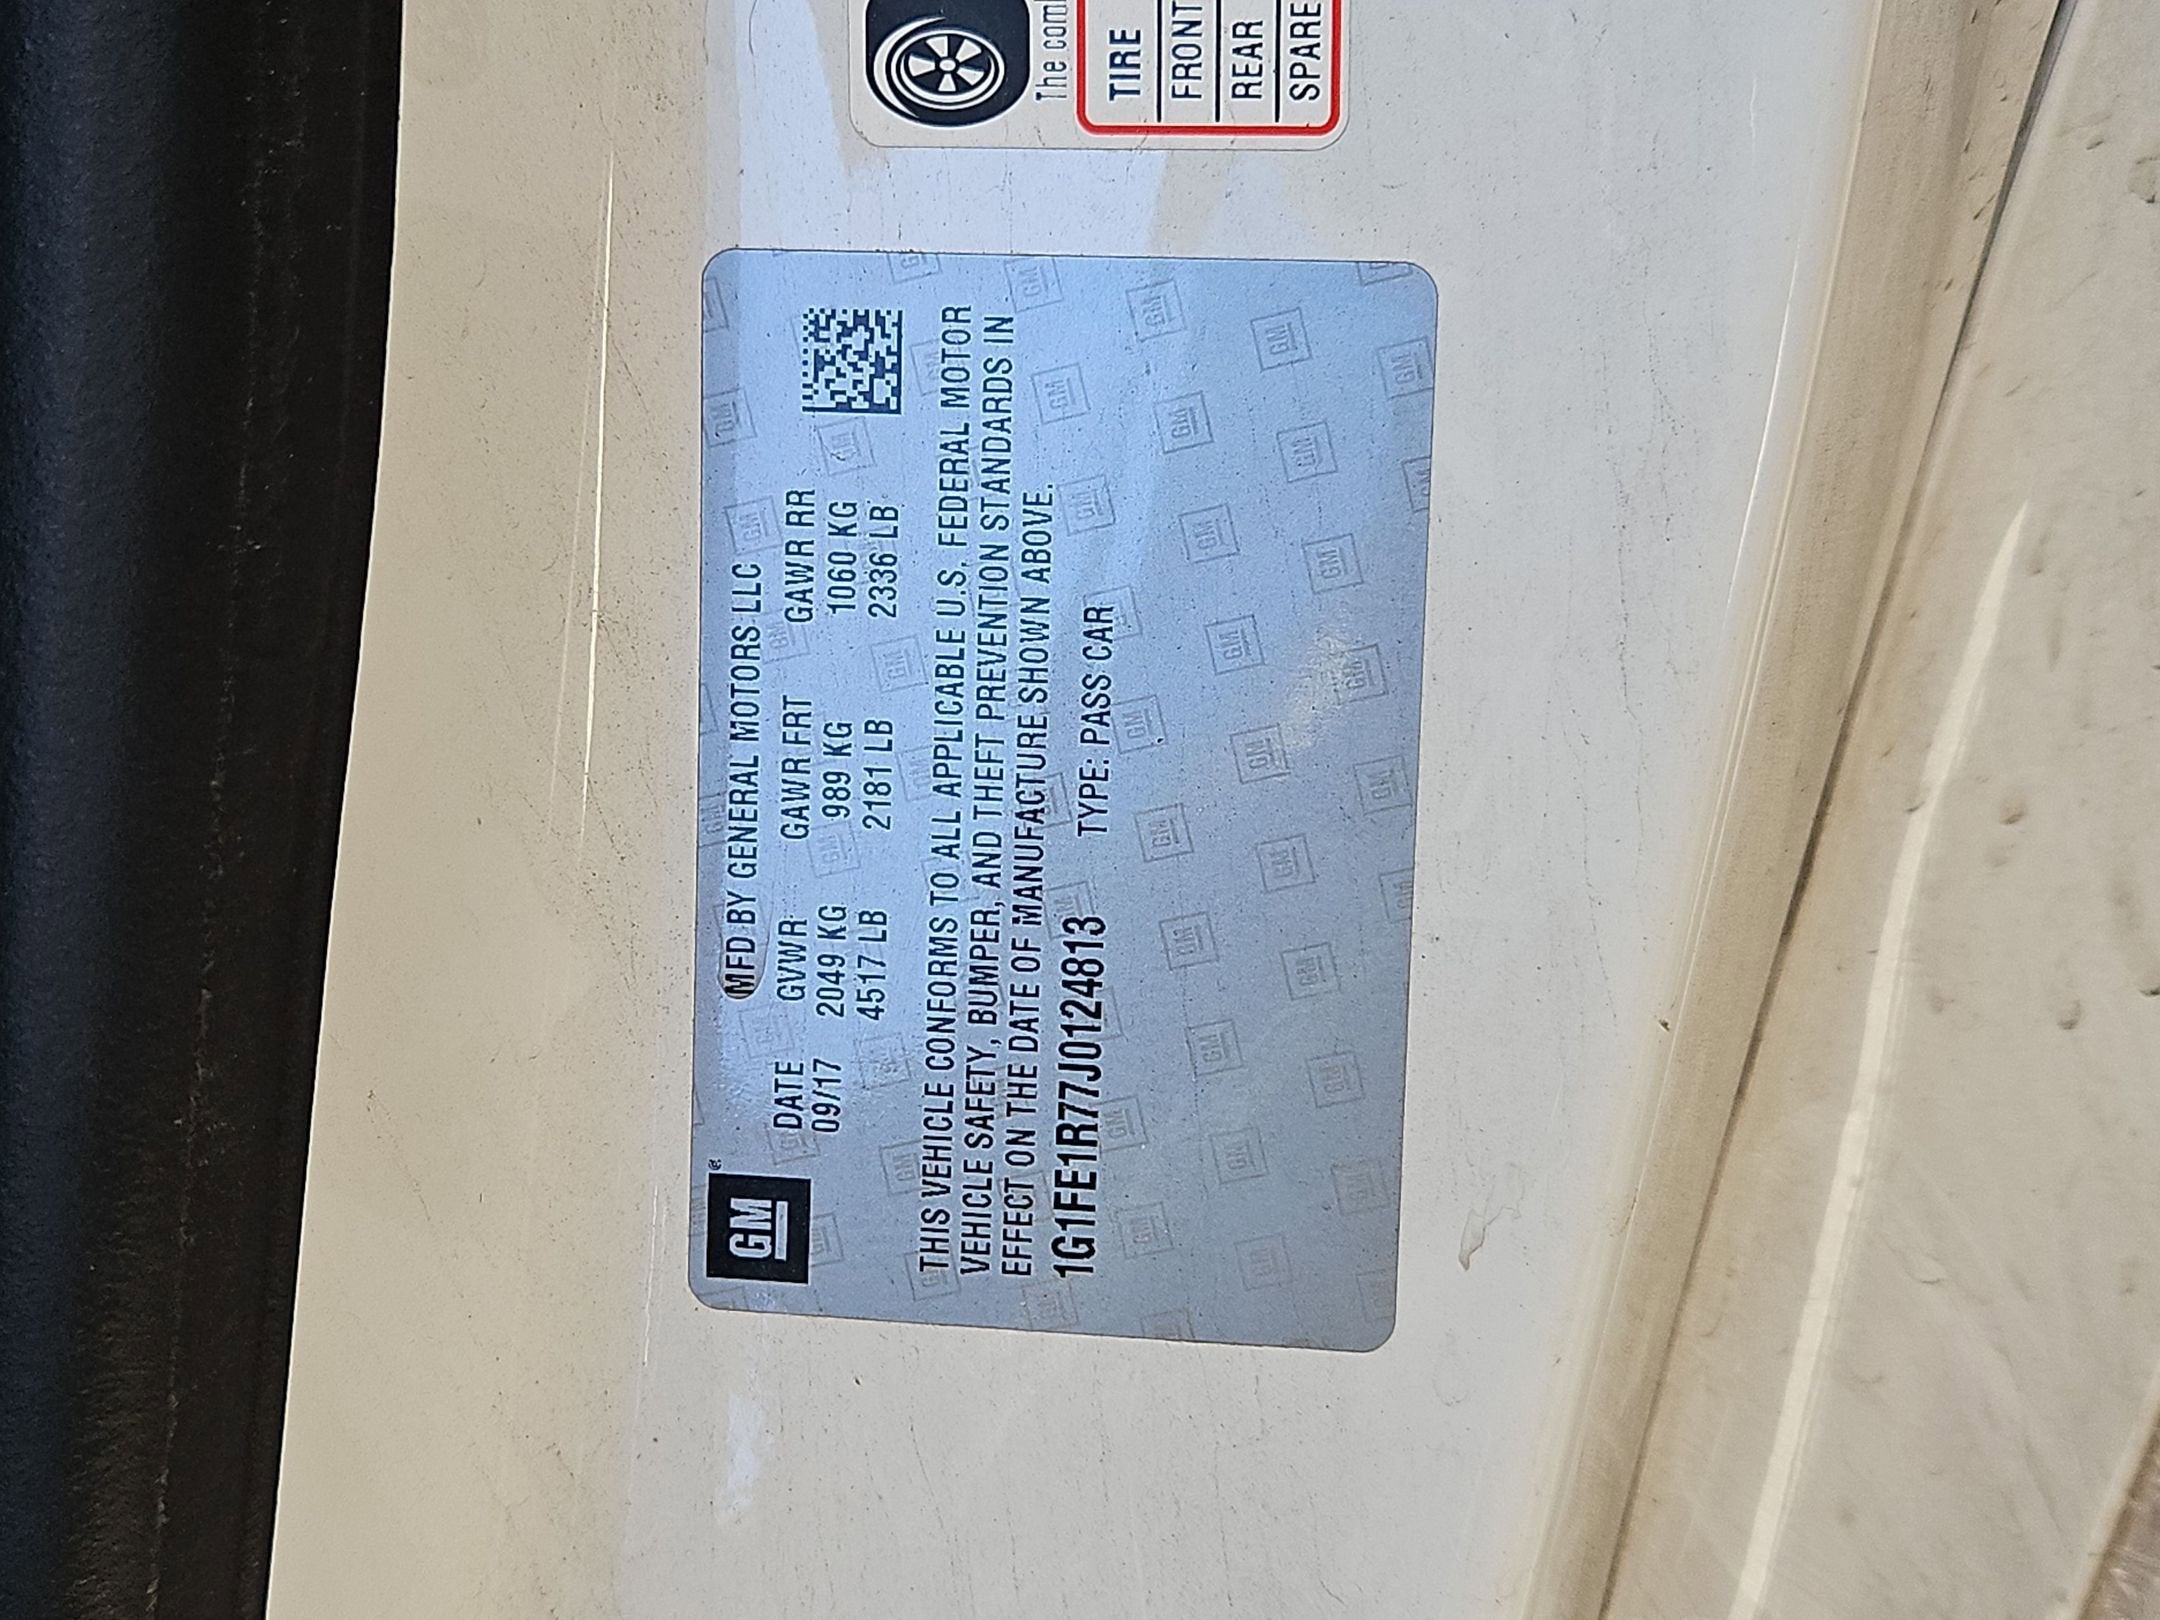 GM
MFD BY GENERAL MOTORS LLC
DATE GVWR GAWR FRT GAWR RR
09/17 2049 KG 989 KG 1060 KG
4517 LB 2181 LB 2336 LB
THIS VEHICLE CONFORMS TO ALL APPLICABLE U.S. FEDERAL MOTOR
VEHICLE SAFETY, BUMPER, AND THEFT PREVENTION STANDARDS IN
EFFECT ON THE DATE OF MANUFACTURE SHOWN ABOVE.
1G1FE1R77J0124813 TYPE: PASS CAR
The
TIRE
FRONT
REAR
SPARE